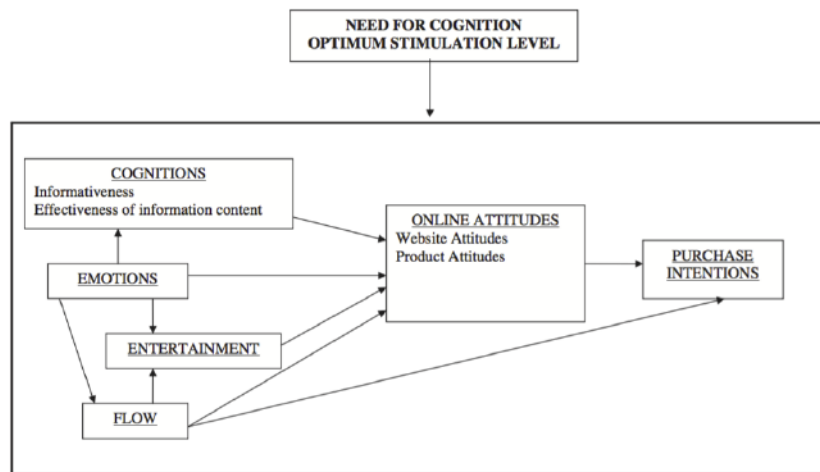 NEED FOR COGNITION
OPTIMUM STIMULATION LEVEL
COGNITIONS
Informativeness
Effectiveness of information content
ONLINE ATTITUDES
Website Attitudes
Product Attitudes
PURCHASE
INTENTIONS
EMOTIONS
ENTERTAINMENT
FLOW